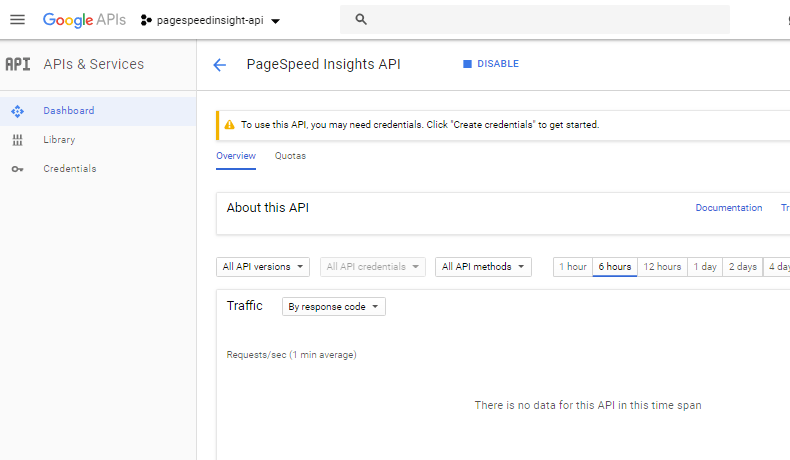 Google APIs pagespeedinsight-api
API APIs & Services
PageSpeed Insights API DISABLE
Dashboard
Library
Credentials
To use this API, you may need credentials. Click "Create credentials" to get started.
Overview Quotas
About this API Documentation
All API versions All API credentials All API methods 1 hour 6 hours 12 hours 1 day 2 days
Traffic By response code
Requests/sec (1 min average)
There is no data for this API in this time span